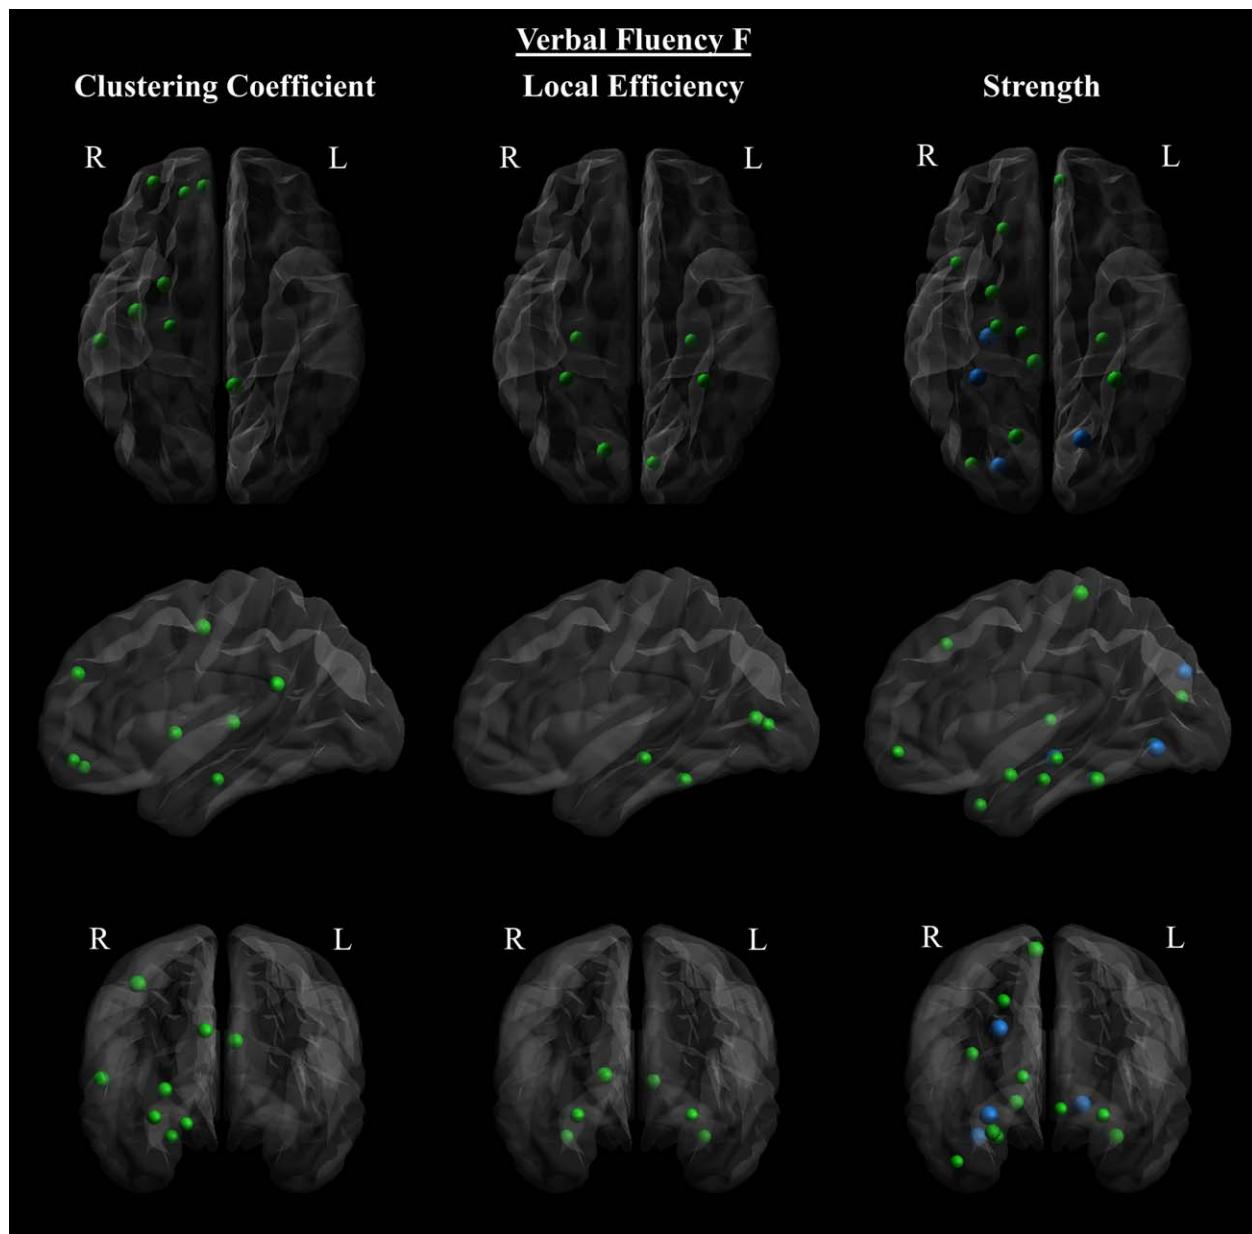 Verbal Fluency F
Clustering Coefficient Local Efficiency Strength
R L R L R L
R L R L R L